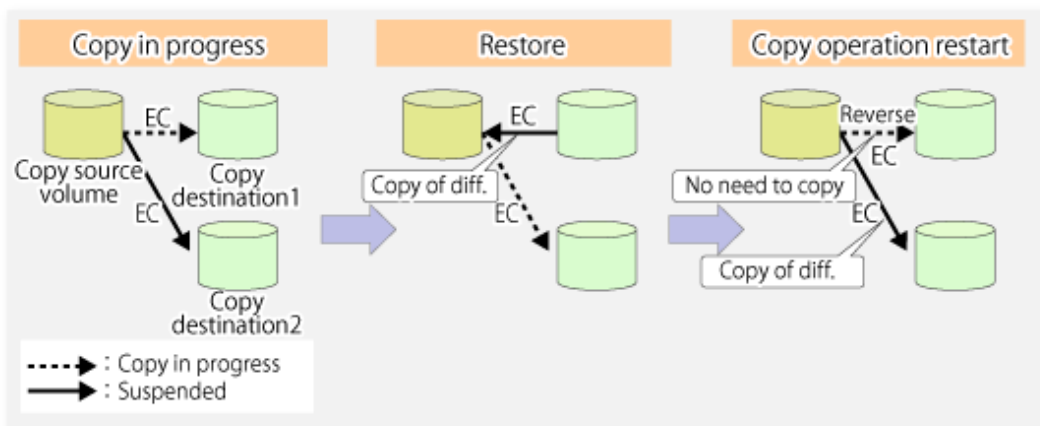 Copy in progress
Restore
Copy operation restart
EC
Copy source
volume
Copy
destination1
EC
Copy
destination2
EC
Copy of diff.
EC
Reverse
EC
No need to copy
EC
Copy of diff.
: Copy in progress
: Suspended